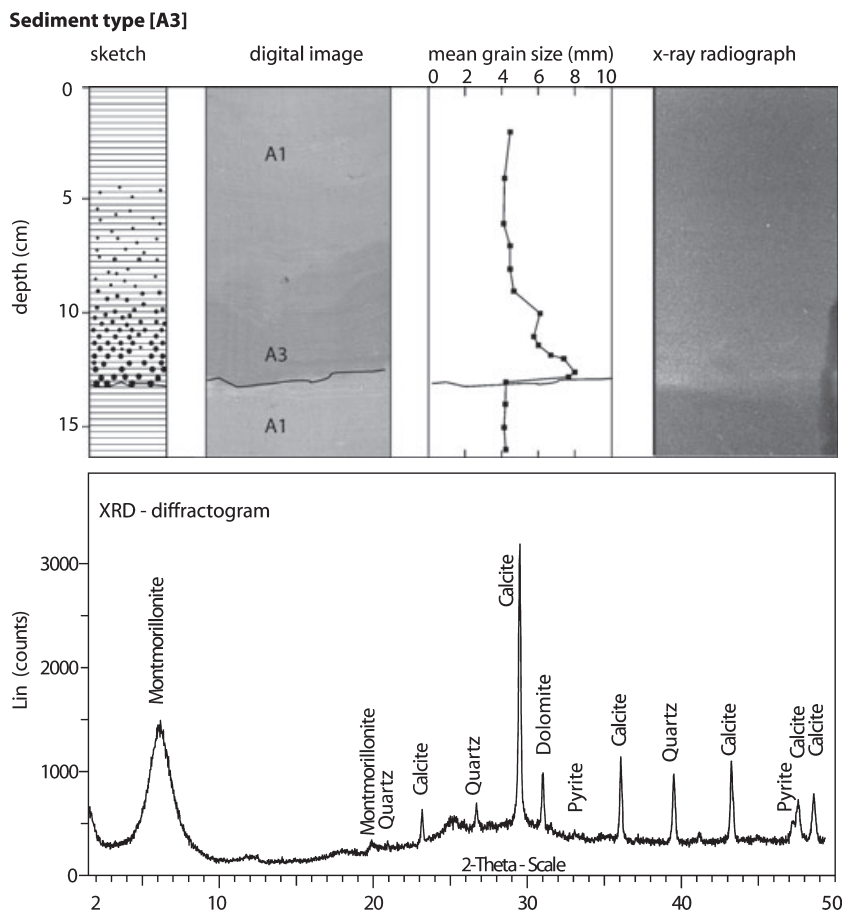 Sediment type [A3]
sketch digital image mean grain size (mm) x-ray radiograph
0 2 4 6 8 10
0
5
10
15
depth (cm)
A1
A3
A1
XRD - diffractogram
Lin (counts)
3000
2000
1000
0
Montmorillonite
Montmorillonite
Quartz
Calcite
Quartz
Calcite
Dolomite
Pyrite
Calcite
Quartz
Calcite
Pyrite
Calcite
Calcite
2-Theta - Scale
2 10 20 30 40 50